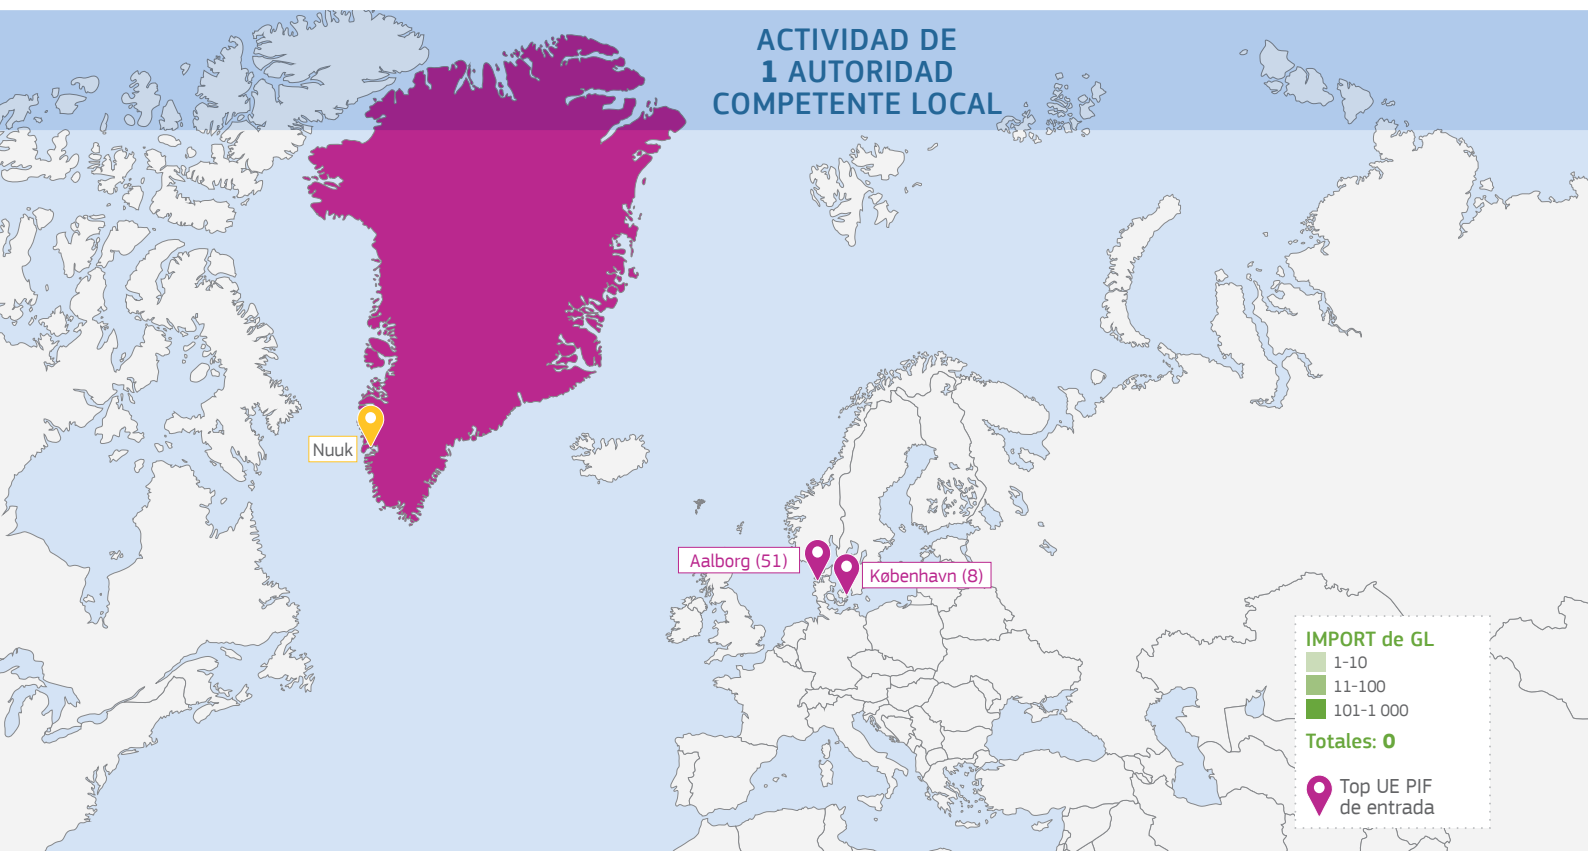 ACTIVIDAD DE
1 AUTORIDAD
COMPETENTE LOCAL
Nuuk
Aalborg (51)
København (8)
IMPORT de GL
1-10
11-100
101-1 000
Totales: 0
Top UE PIF
de entrada